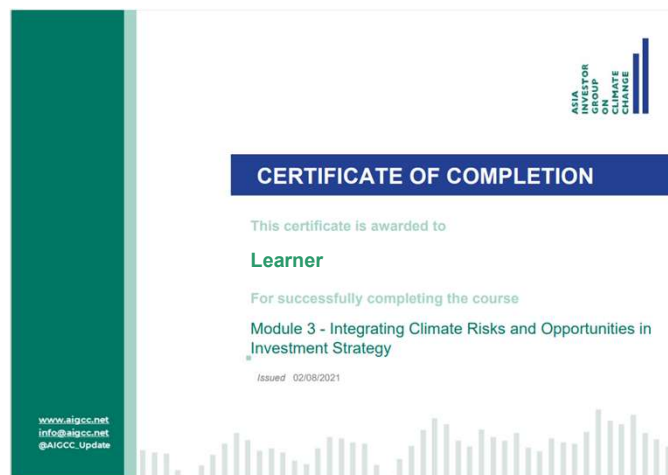 ASIA
INVESTOR
GROUP
ON
CLIMATE
CHANGE
CERTIFICATE OF COMPLETION
This certificate is awarded to
Learner
For successfully completing the course
Module 3 - Integrating Climate Risks and Opportunities in
Investment Strategy
Issued 02/08/2021
www.aigcc.net
info@aigcc.net
@AIGCC_Update